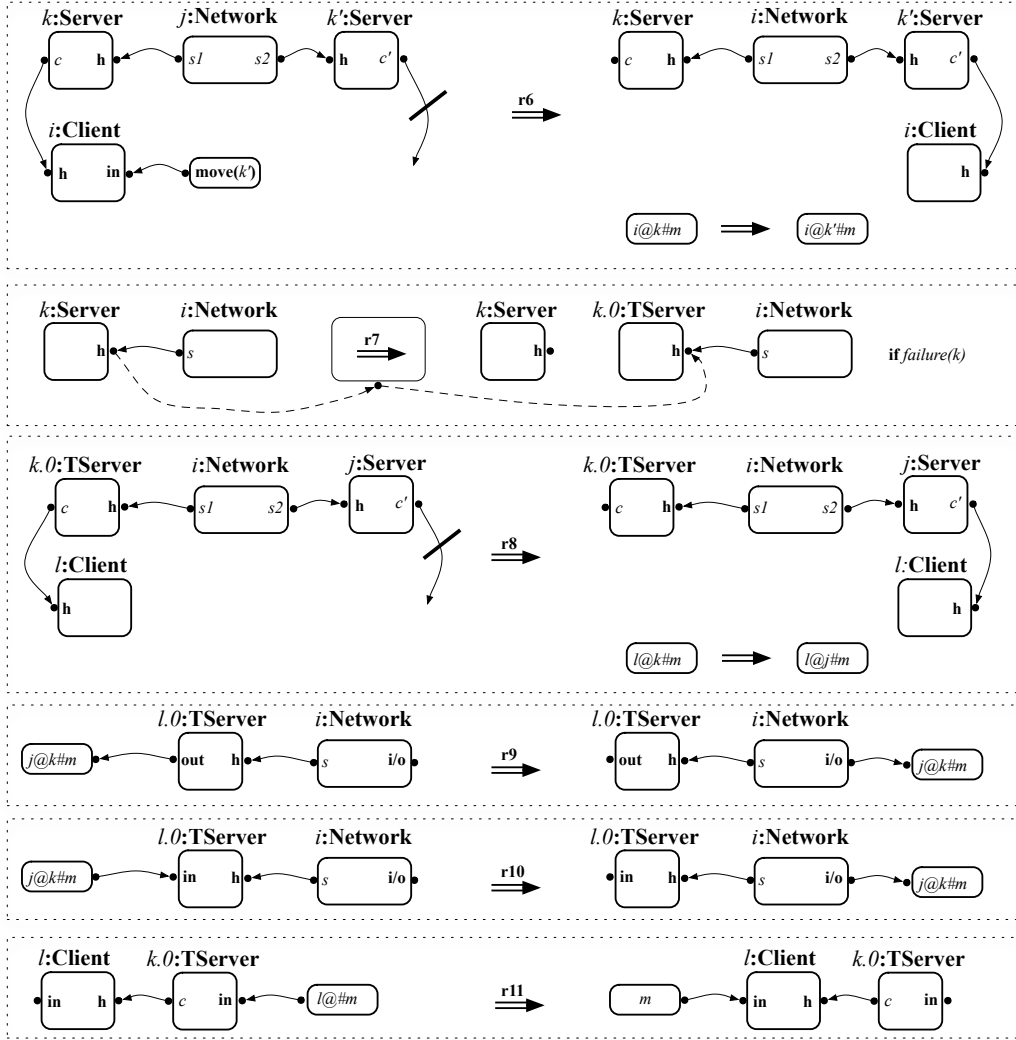 k:Server j:Network k':Server k:Server i:Network k':Server
c h s1 s2 h c' r6 c h s1 s2 h c'
i:Client i:Client
h in move(k') h
i@k#m i@k'#m
k:Server i:Network k:Server k.0:TServer i:Network
r7
h s h h s if failure(k)
k.0:TServer i:Network j:Server k.0:TServer i:Network j:Server
c h s1 s2 h c' c h s1 s2 h c'
r8
l:Client l:Client
h h
l@k#m l@j#m
l.0:TServer i:Network l.0:TServer i:Network
j@k#m out h s i/o r9 out h s i/o j@k#m
l.0:TServer i:Network l.0:TServer i:Network
j@k#m in h s i/o r10 in h s i/o j@k#m
l:Client k.0:TServer l:Client k.0:TServer
in h c in l@#m r11 m in h c in